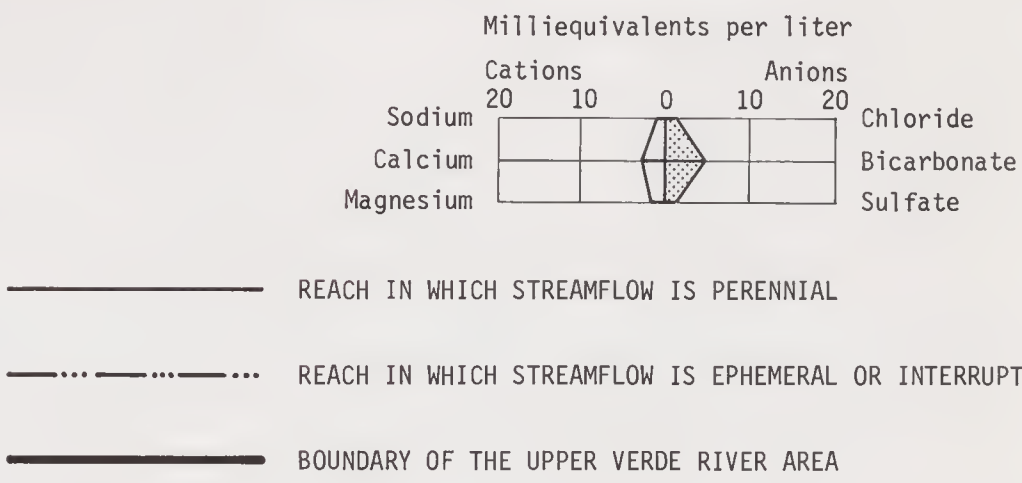 Milliequivalents per liter
Cations Anions
20 10 0 10 20
Sodium Chloride
Calcium Bicarbonate
Magnesium Sulfate
REACH IN WHICH STREAMFLOW IS PERENNIAL
REACH IN WHICH STREAMFLOW IS EPHEMERAL OR INTERRUPT
BOUNDARY OF THE UPPER VERDE RIVER AREA